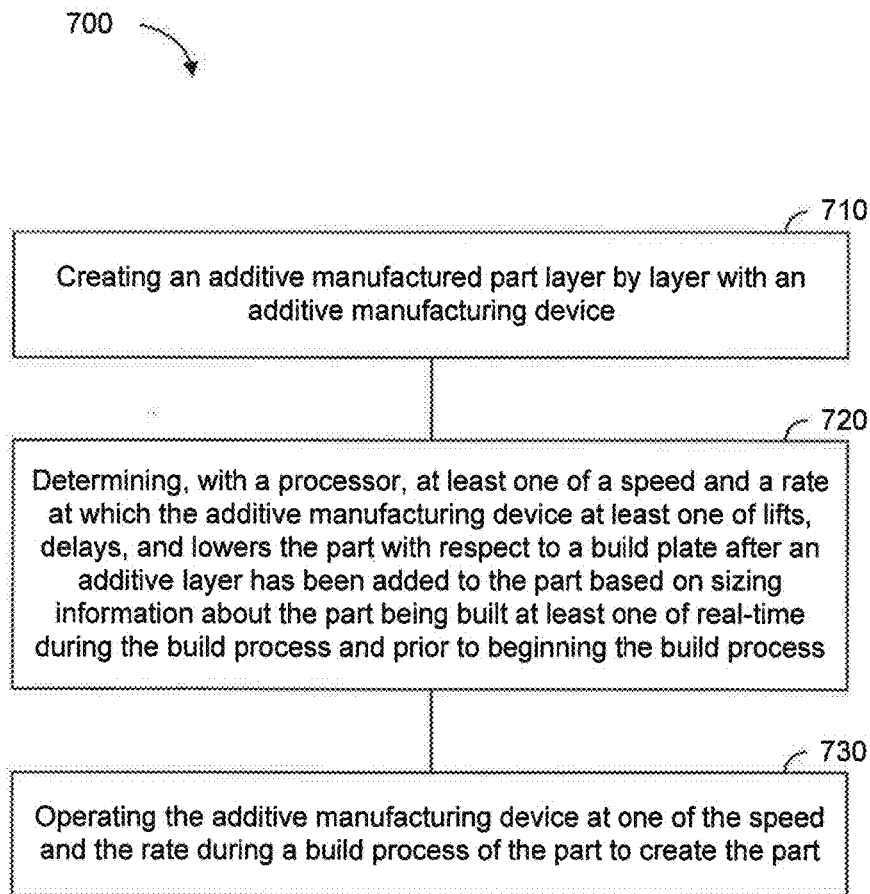 700
710
Creating an additive manufactured part layer by layer with an
additive manufacturing device
720
Determining, with a processor, at least one of a speed and a rate
at which the additive manufacturing device at least one of lifts,
delays, and lowers the part with respect to a build plate after an
additive layer has been added to the part based on sizing
information about the part being built at least one of real-time
during the build process and prior to beginning the build process
730
Operating the additive manufacturing device at one of the speed
and the rate during a build process of the part to create the part